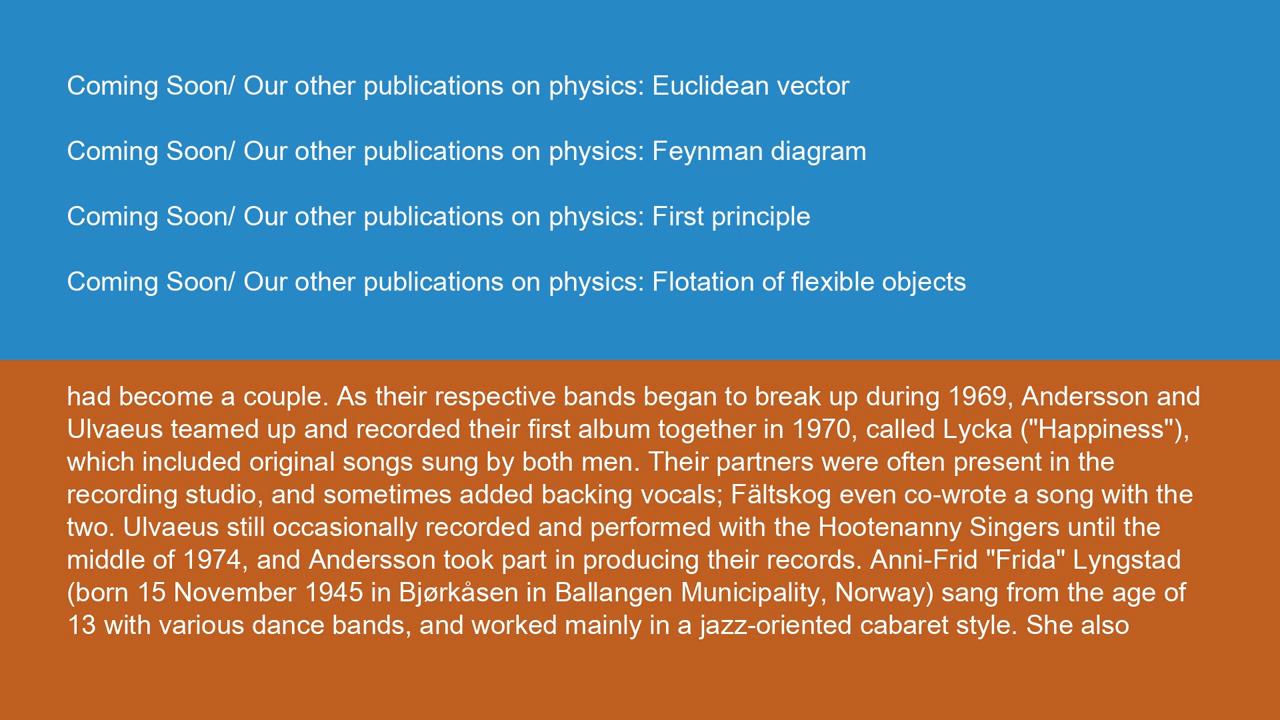 Coming Soon/ Our other publications on physics: Euclidean vector
Coming Soon/ Our other publications on physics: Feynman diagram
Coming Soon/ Our other publications on physics: First principle
Coming Soon/ Our other publications on physics: Flotation of flexible objects
had become a couple. As their respective bands began to break up during 1969, Andersson and
Ulvaeus teamed up and recorded their first album together in 1970, called Lycka ("Happiness"),
which included original songs sung by both men. Their partners were often present in the
recording studio, and sometimes added backing vocals; Fältskog even co-wrote a song with the
two. Ulvaeus still occasionally recorded and performed with the Hootenanny Singers until the
middle of 1974, and Andersson took part in producing their records. Anni-Frid "Frida" Lyngstad
(born 15 November 1945 in Bjørkåsen in Ballangen Municipality, Norway) sang from the age of
13 with various dance bands, and worked mainly in a jazz-oriented cabaret style. She also